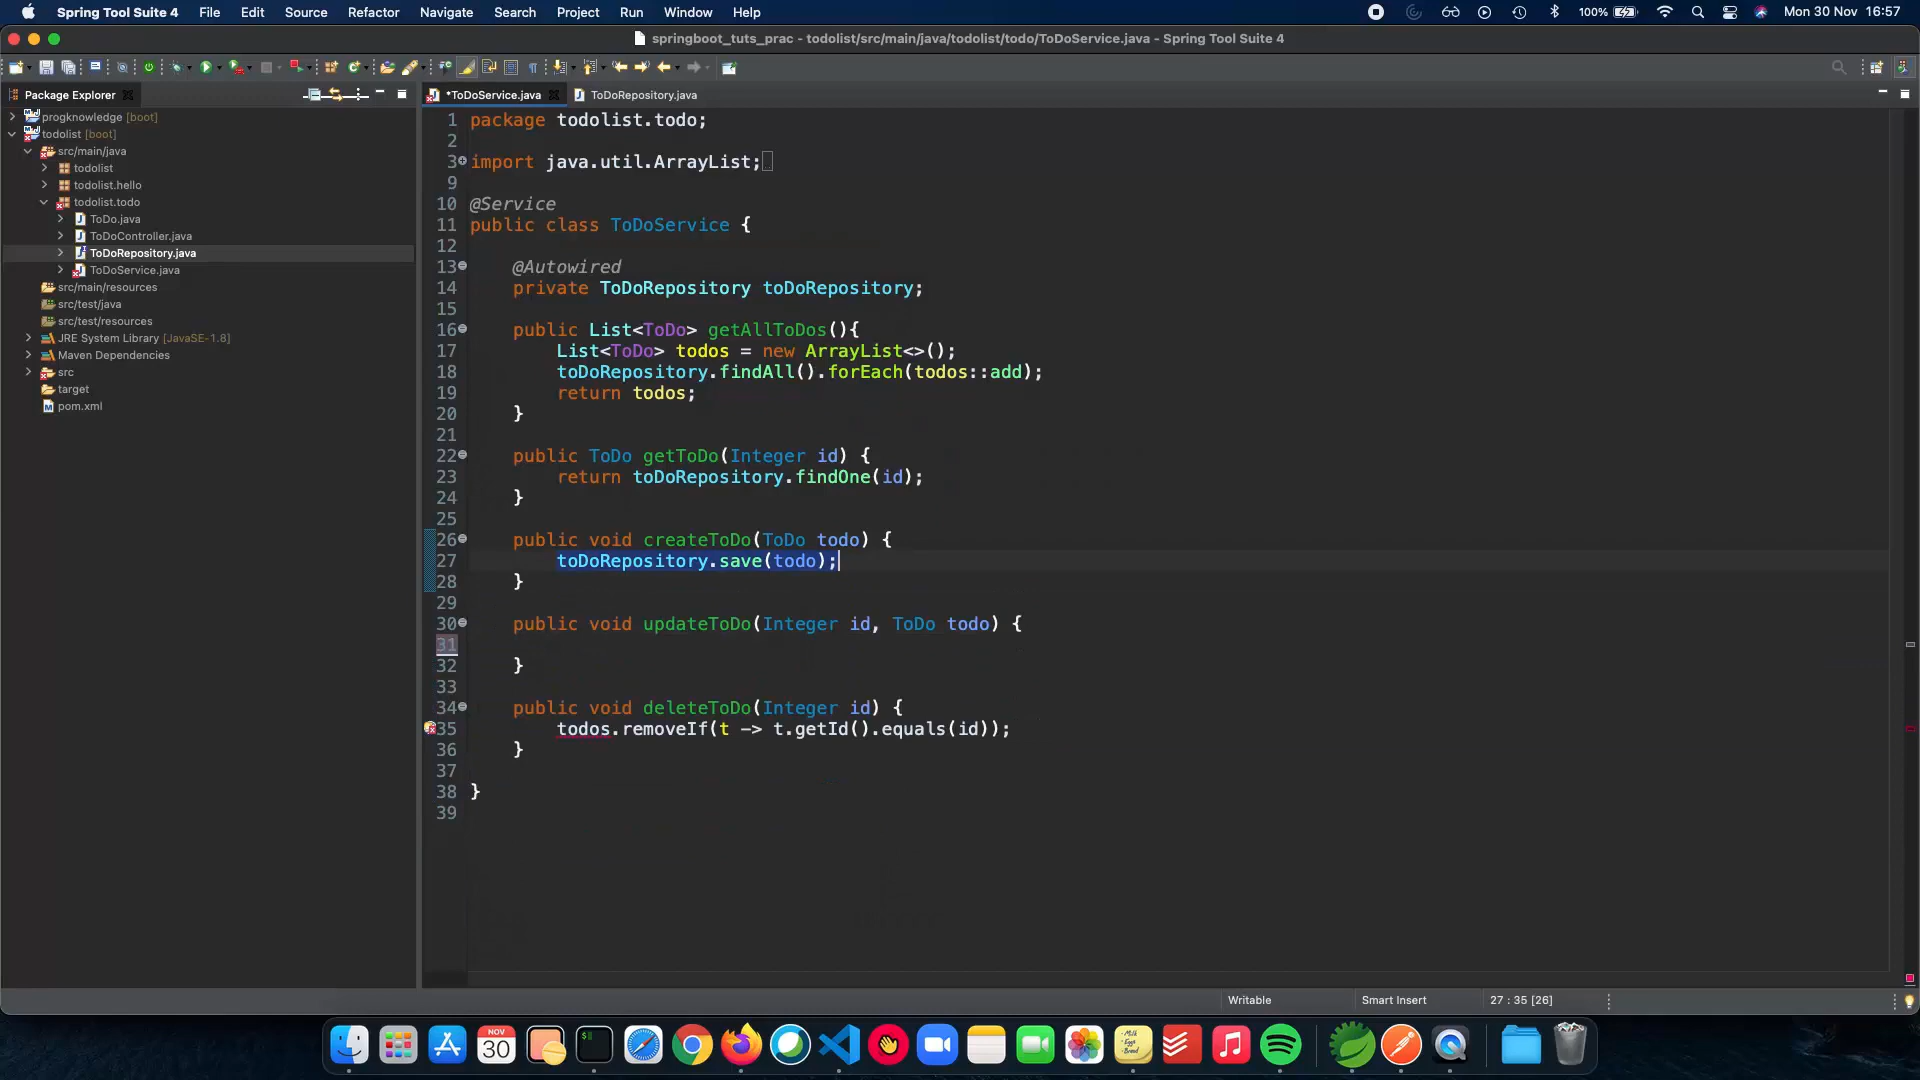 Spring Tool Suite 4 File Edit Source Refactor Navigate Search Project Run Window Help 100% Mon 30 Nov 16:57
springboot_tuts_prac - todolist/src/main/java/todolist/todo/ToDoService.java - Spring Tool Suite 4
Package Explorer
progknowledge [boot]
todolist [boot]
src/main/java
todolist
todolist.hello
todolist.todo
ToDo.java
ToDoController.java
ToDoRepository.java
ToDoService.java
src/main/resources
src/test/java
src/test/resources
JRE System Library [JavaSE-1.8]
Maven Dependencies
src
target
pom.xml
*ToDoService.java ToDoRepository.java
1 package todolist.todo;
2
3 import java.util.ArrayList;
9
10 @Service
11 public class ToDoService {
12
13 @Autowired
14 private ToDoRepository toDoRepository;
15
16 public List<ToDo> getAllToDos(){
17 List<ToDo> todos = new ArrayList<>();
18 toDoRepository.findAll().forEach(todos::add);
19 return todos;
20 }
21
22 public ToDo getToDo(Integer id) {
23 return toDoRepository.findOne(id);
24 }
25
26 public void createToDo(ToDo todo) {
27 toDoRepository.save(todo);
28 }
29
30 public void updateToDo(Integer id, ToDo todo) {
31
32 }
33
34 public void deleteToDo(Integer id) {
35 todos.removeIf(t -> t.getId().equals(id));
36 }
37
38 }
39
Writable Smart Insert 27 : 35 [26]
NOV
30